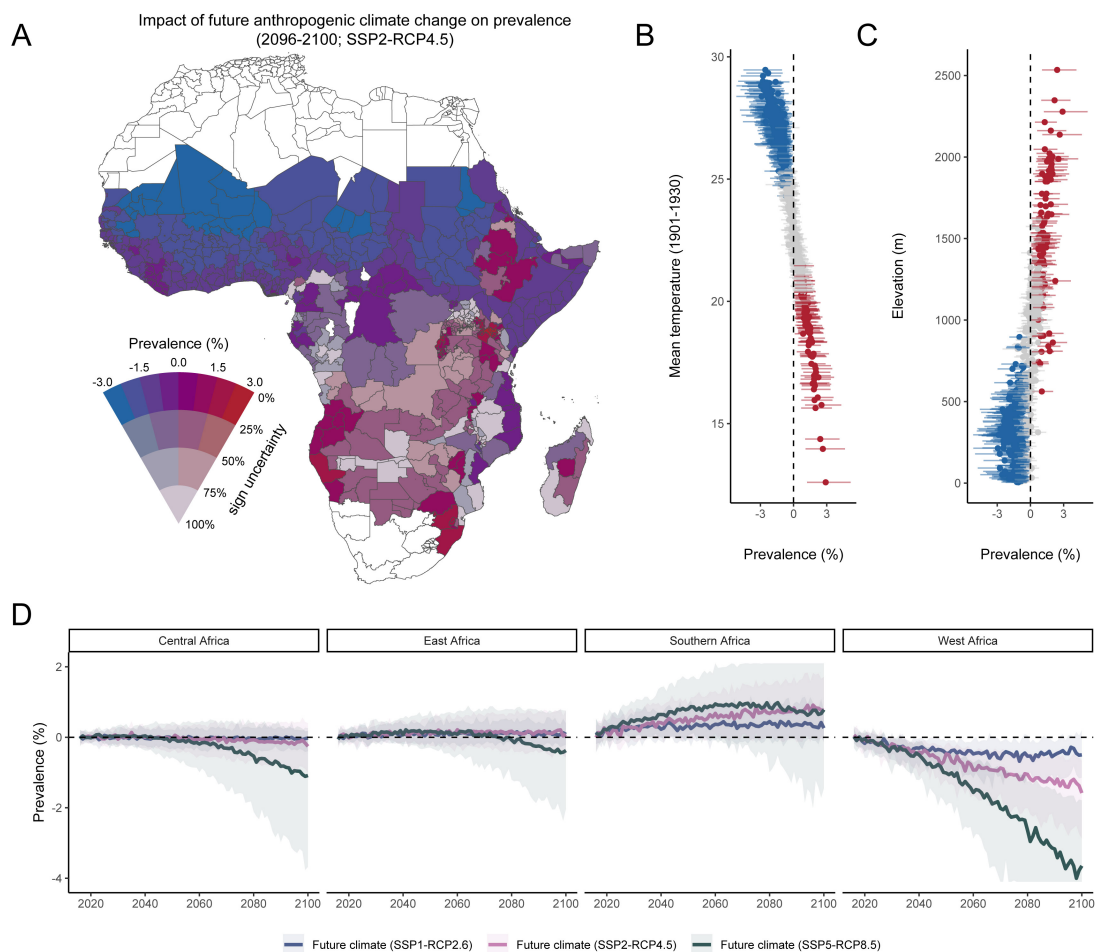 A
Impact of future anthropogenic climate change on prevalence
(2096-2100; SSP2-RCP4.5)
Prevalence (%)
-3.0 -1.5 0.0 1.5 3.0
0%
25%
50%
75%
100%
sign uncertainty
B
Mean temperature (1901-1930)
30
25
20
15
-3 0 3
Prevalence (%)
C
Elevation (m)
2500
2000
1500
1000
500
0
-3 0 3
Prevalence (%)
D
Central Africa East Africa Southern Africa West Africa
Prevalence (%)
2
0
-2
-4
2020 2040 2060 2080 2100 2020 2040 2060 2080 2100 2020 2040 2060 2080 2100 2020 2040 2060 2080 2100
Future climate (SSP1-RCP2.6) Future climate (SSP2-RCP4.5) Future climate (SSP5-RCP8.5)